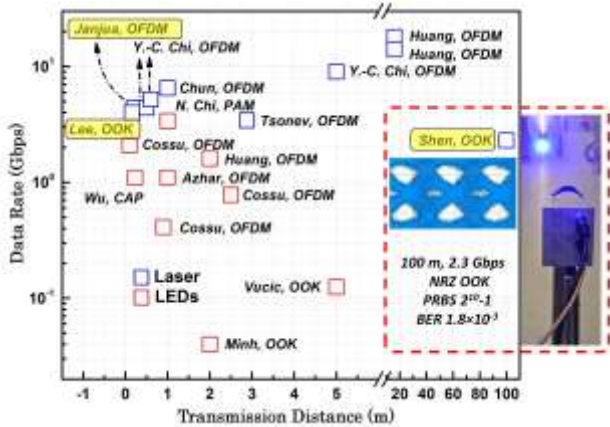 Janjua, OFDM
Y.-C. Chi, OFDM
Huang, OFDM
Huang, OFDM
Y.-C. Chi, OFDM
Chun, OFDM
N. Chi, PAM
Tsonev, OFDM
Lee, OOK
Shen, OOK
Cossu, OFDM
Huang, OFDM
Azhar, OFDM
Wu, CAP
Cossu, OFDM
Cossu, OFDM
Laser
LEDs
Vucic, OOK
Minh, OOK
100 m, 2.3 Gbps
NRZ OOK
PRBS 2¹⁰-1
BER 1.8×10⁻³
Data Rate (Gbps)
10¹
10⁰
10⁻¹
-1 0 1 2 3 4 5 6 20 40 60 80 100
Transmission Distance (m)